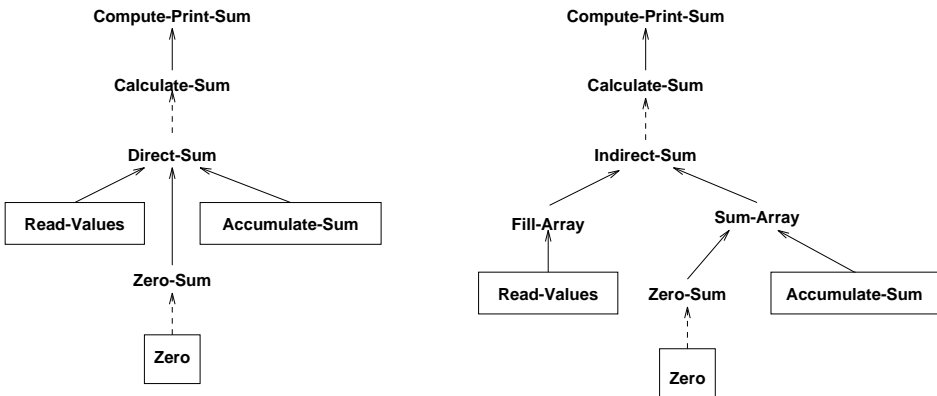 Compute-Print-Sum
Calculate-Sum
Direct-Sum
Read-Values
Accumulate-Sum
Zero-Sum
Zero
Compute-Print-Sum
Calculate-Sum
Indirect-Sum
Fill-Array
Sum-Array
Read-Values
Zero-Sum
Accumulate-Sum
Zero